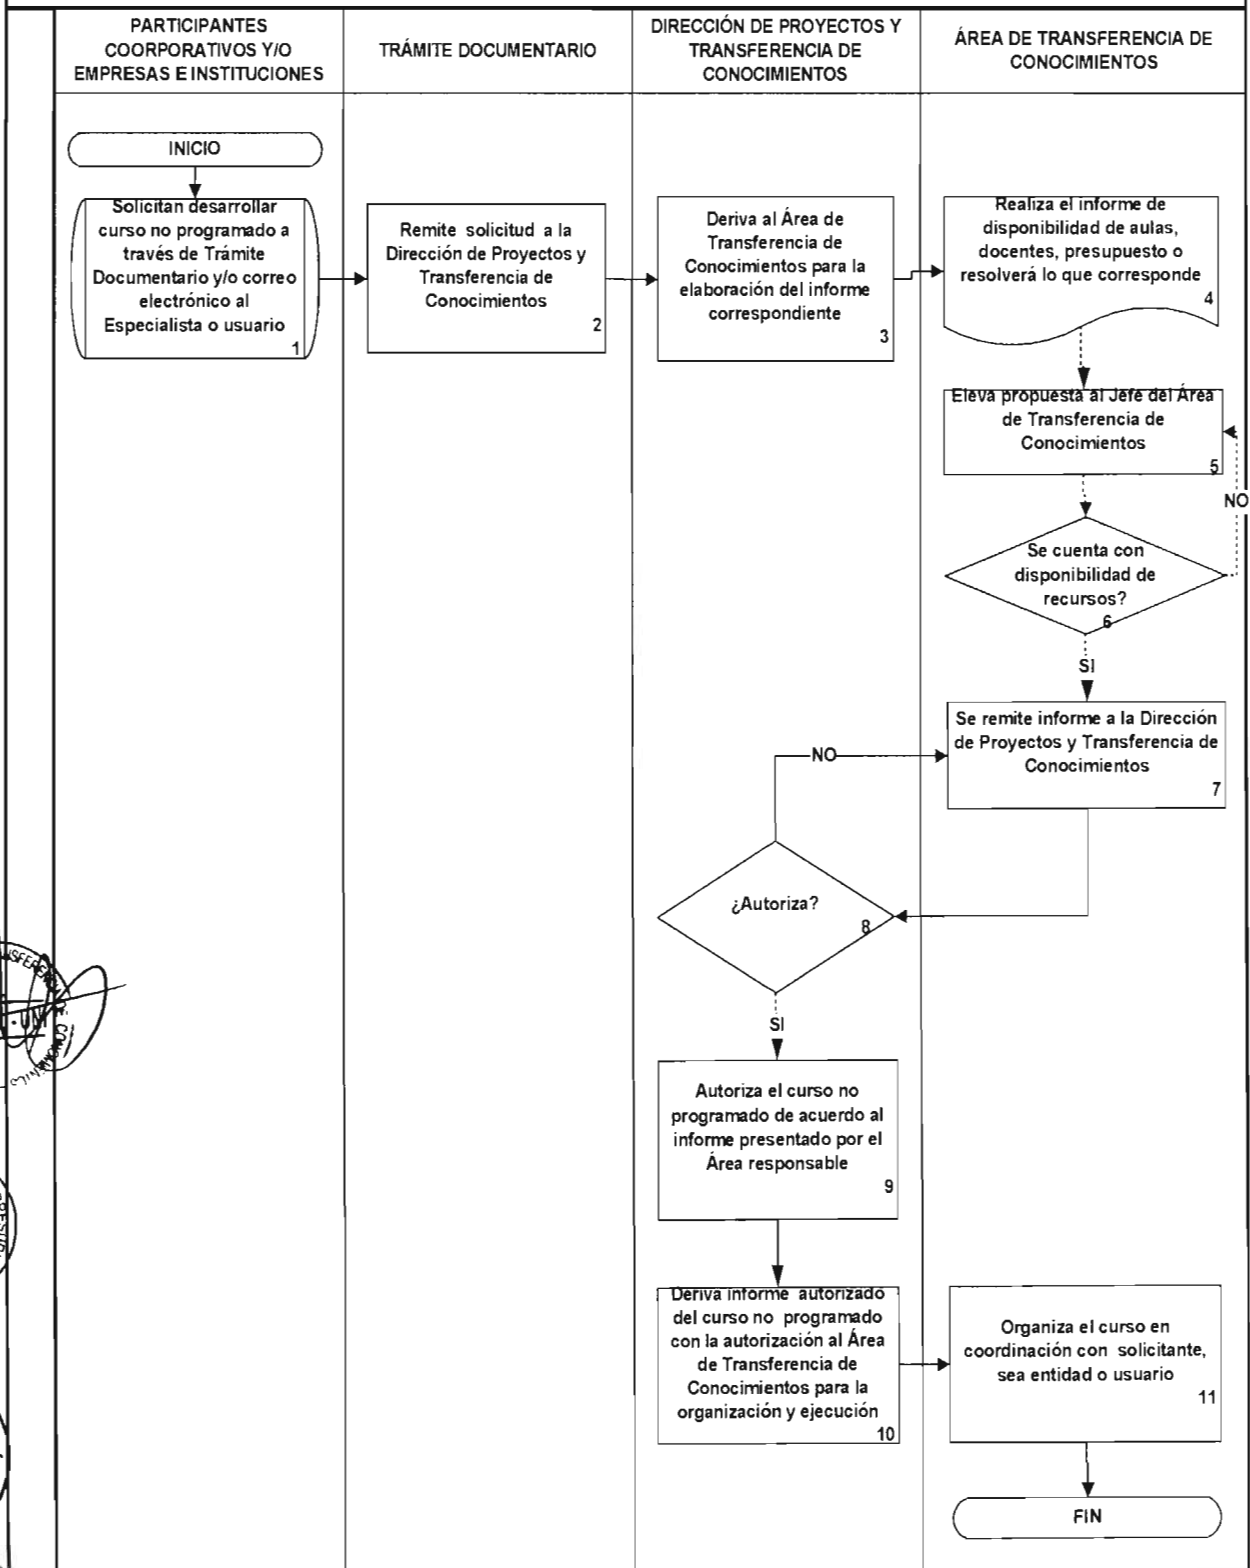 PARTICIPANTES
COORPORATIVOS Y/O
EMPRESAS E INSTITUCIONES
TRÁMITE DOCUMENTARIO
DIRECCIÓN DE PROYECTOS Y
TRANSFERENCIA DE
CONOCIMIENTOS
ÁREA DE TRANSFERENCIA DE
CONOCIMIENTOS
INICIO
Solicitan desarrollar
curso no programado a
través de Trámite
Documentario y/o correo
electrónico al
Especialista o usuario
1
Remite solicitud a la
Dirección de Proyectos y
Transferencia de
Conocimientos
2
Deriva al Área de
Transferencia de
Conocimientos para la
elaboración del informe
correspondiente
3
Realiza el informe de
disponibilidad de aulas,
docentes, presupuesto o
resolverá lo que corresponde
4
Eleva propuesta al Jefe del Área
de Transferencia de
Conocimientos
5
NO
Se cuenta con
disponibilidad de
recursos?
6
SI
Se remite informe a la Dirección
de Proyectos y Transferencia de
Conocimientos
7
NO
¿Autoriza?
8
SI
Autoriza el curso no
programado de acuerdo al
informe presentado por el
Área responsable
9
Deriva informe autorizado
del curso no programado
con la autorización al Área
de Transferencia de
Conocimientos para la
organización y ejecución
10
Organiza el curso en
coordinación con solicitante,
sea entidad o usuario
11
FIN